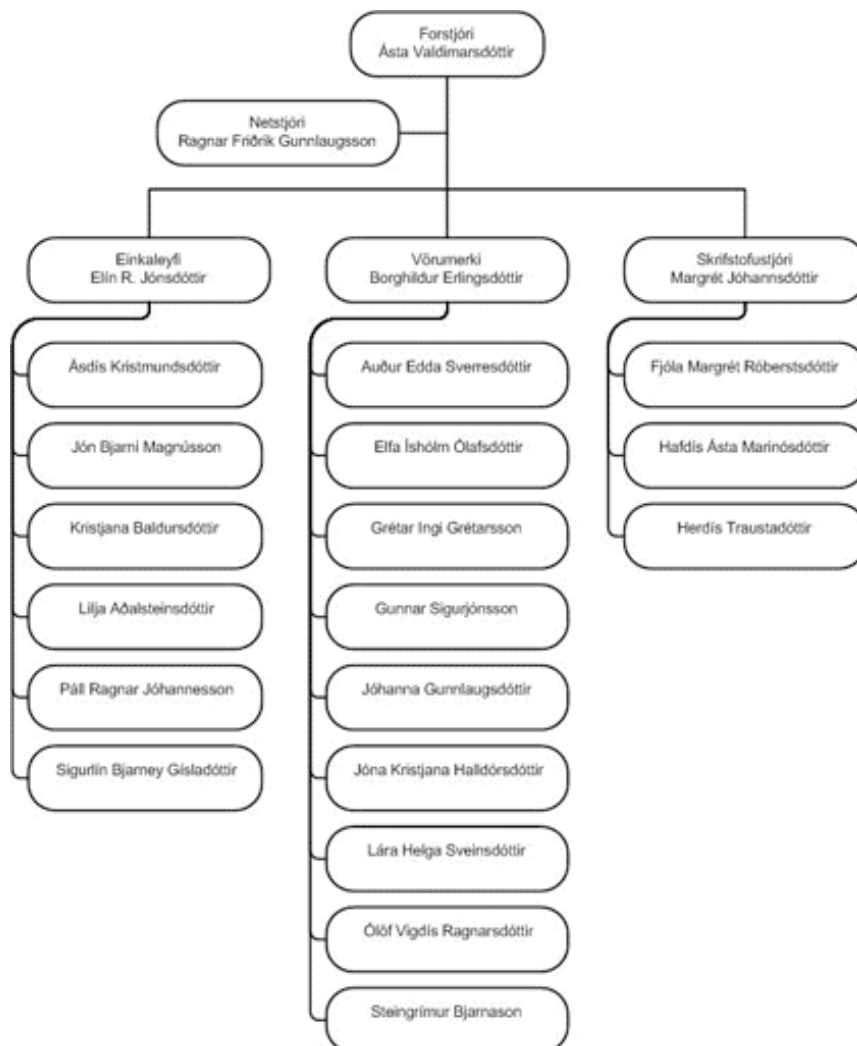 Forstjóri
Ásta Valdimarsdóttir
Netstjóri
Ragnar Friðrik Gunnlaugsson
Einkaleyfi
Elín R. Jónsdóttir
Vörumerki
Borghildur Erlingsdóttir
Skrifstofustjóri
Margrét Jóhannsdóttir
Ásdís Kristmundsdóttir
Jón Bjarni Magnússon
Kristjana Baldursdóttir
Lilja Aðalsteinsdóttir
Páll Ragnar Jóhannesson
Sigurlín Bjarney Gísladóttir
Auður Edda Sverresdóttir
Elfa Íshólm Ólafsdóttir
Grétar Ingi Grétarsson
Gunnar Sigurjónsson
Jóhanna Gunnlaugsdóttir
Jóna Kristjana Halldórsdóttir
Lára Helga Sveinsdóttir
Ólöf Vigdís Ragnarsdóttir
Steingrímur Bjarnason
Fjóla Margrét Róberstsdóttir
Hafdís Ásta Marinósdóttir
Herdís Traustadóttir